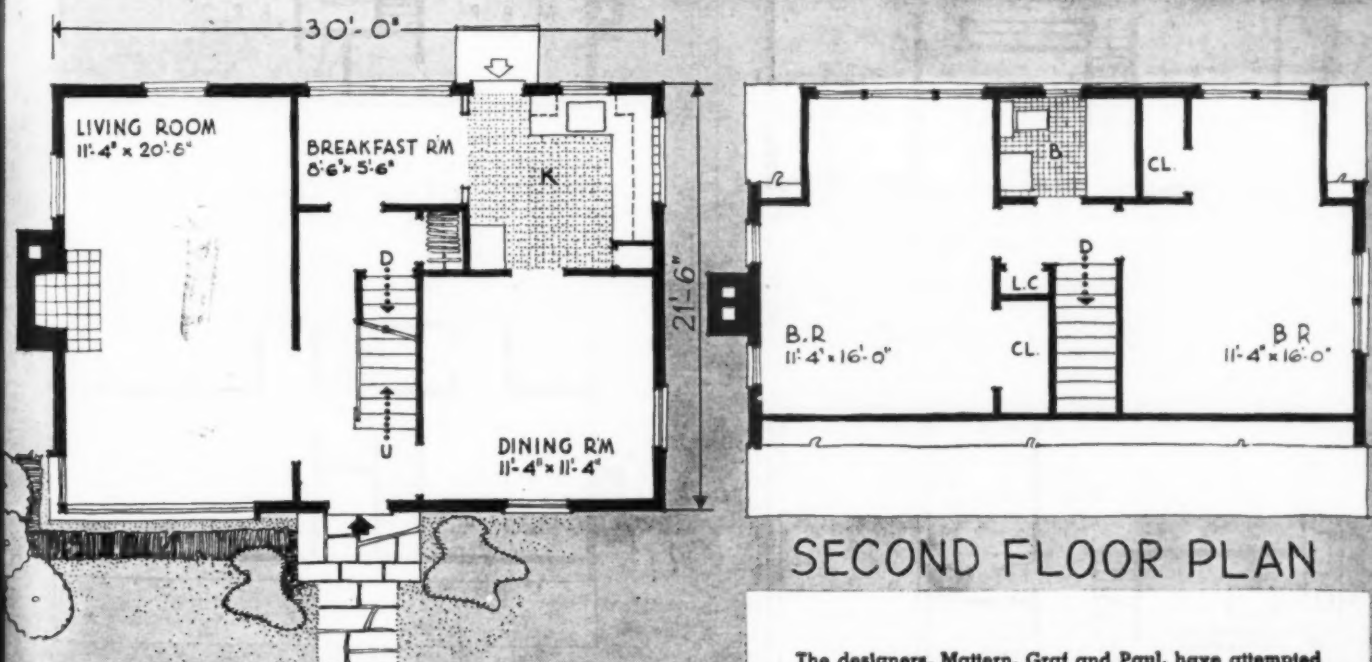 30'-0"
LIVING ROOM
11'-4" x 20'-6"
BREAKFAST R'M
8'-6" x 5'-6"
K
D
U
DINING R'M
11'-4" x 11'-4"
21'-6"
B
CL.
D
L.C
B.R
11'-4" x 16'-0"
CL.
B R
11'-4" x 16'-0"
SECOND FLOOR PLAN
The designers, Mattern, Graf and Paul, have attempted